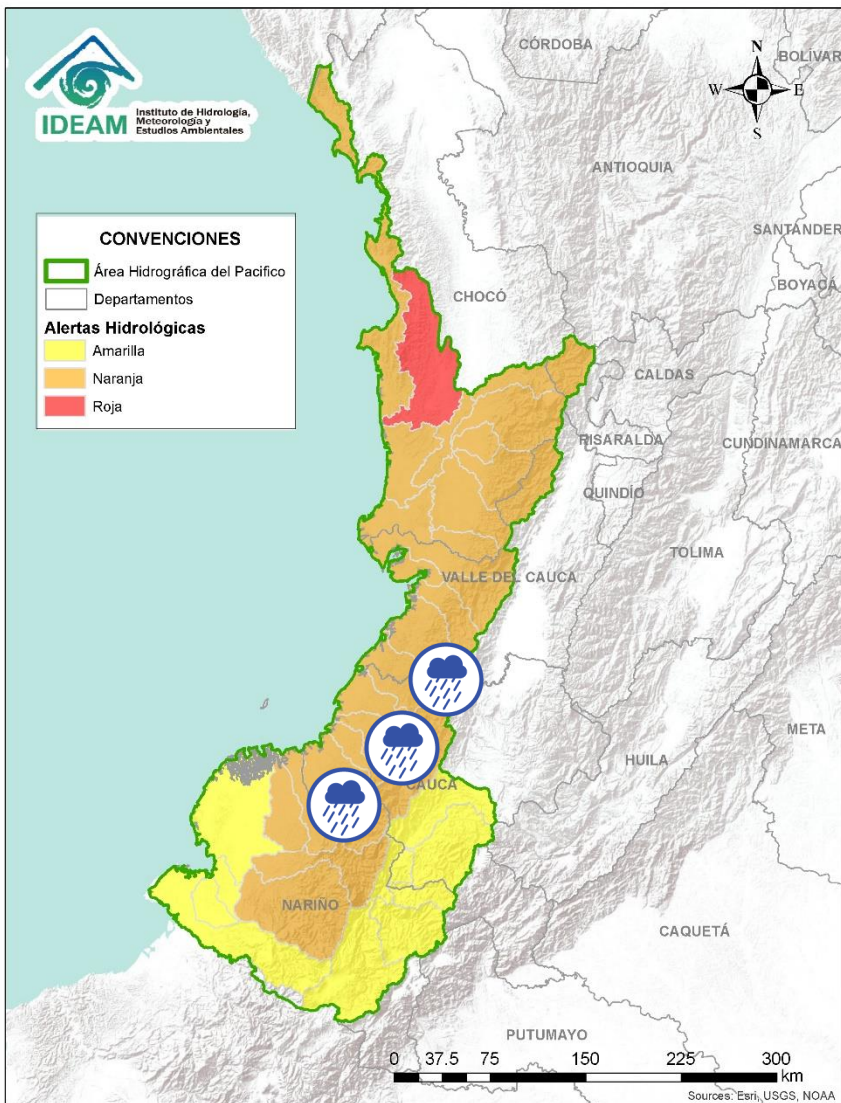 IDEAM
Instituto de Hidrología,
Meteorología y
Estudios Ambientales
CÓRDOBA
BOLÍVAR
N
W
E
S
ANTIOQUIA
SANTANDER
BOYACÁ
CONVENCIONES
Área Hidrográfica del Pacifico
Departamentos
Alertas Hidrológicas
Amarilla
Naranja
Roja
CHOCÓ
CALDAS
RISARALDA
CUNDINAMARCA
QUINDÍO
TOLIMA
VALLE DEL CAUCA
META
HUILA
CAUCA
NARIÑO
CAQUETÁ
PUTUMAYO
0 37.5 75 150 225 300
km
Sources: Esri, USGS, NOAA